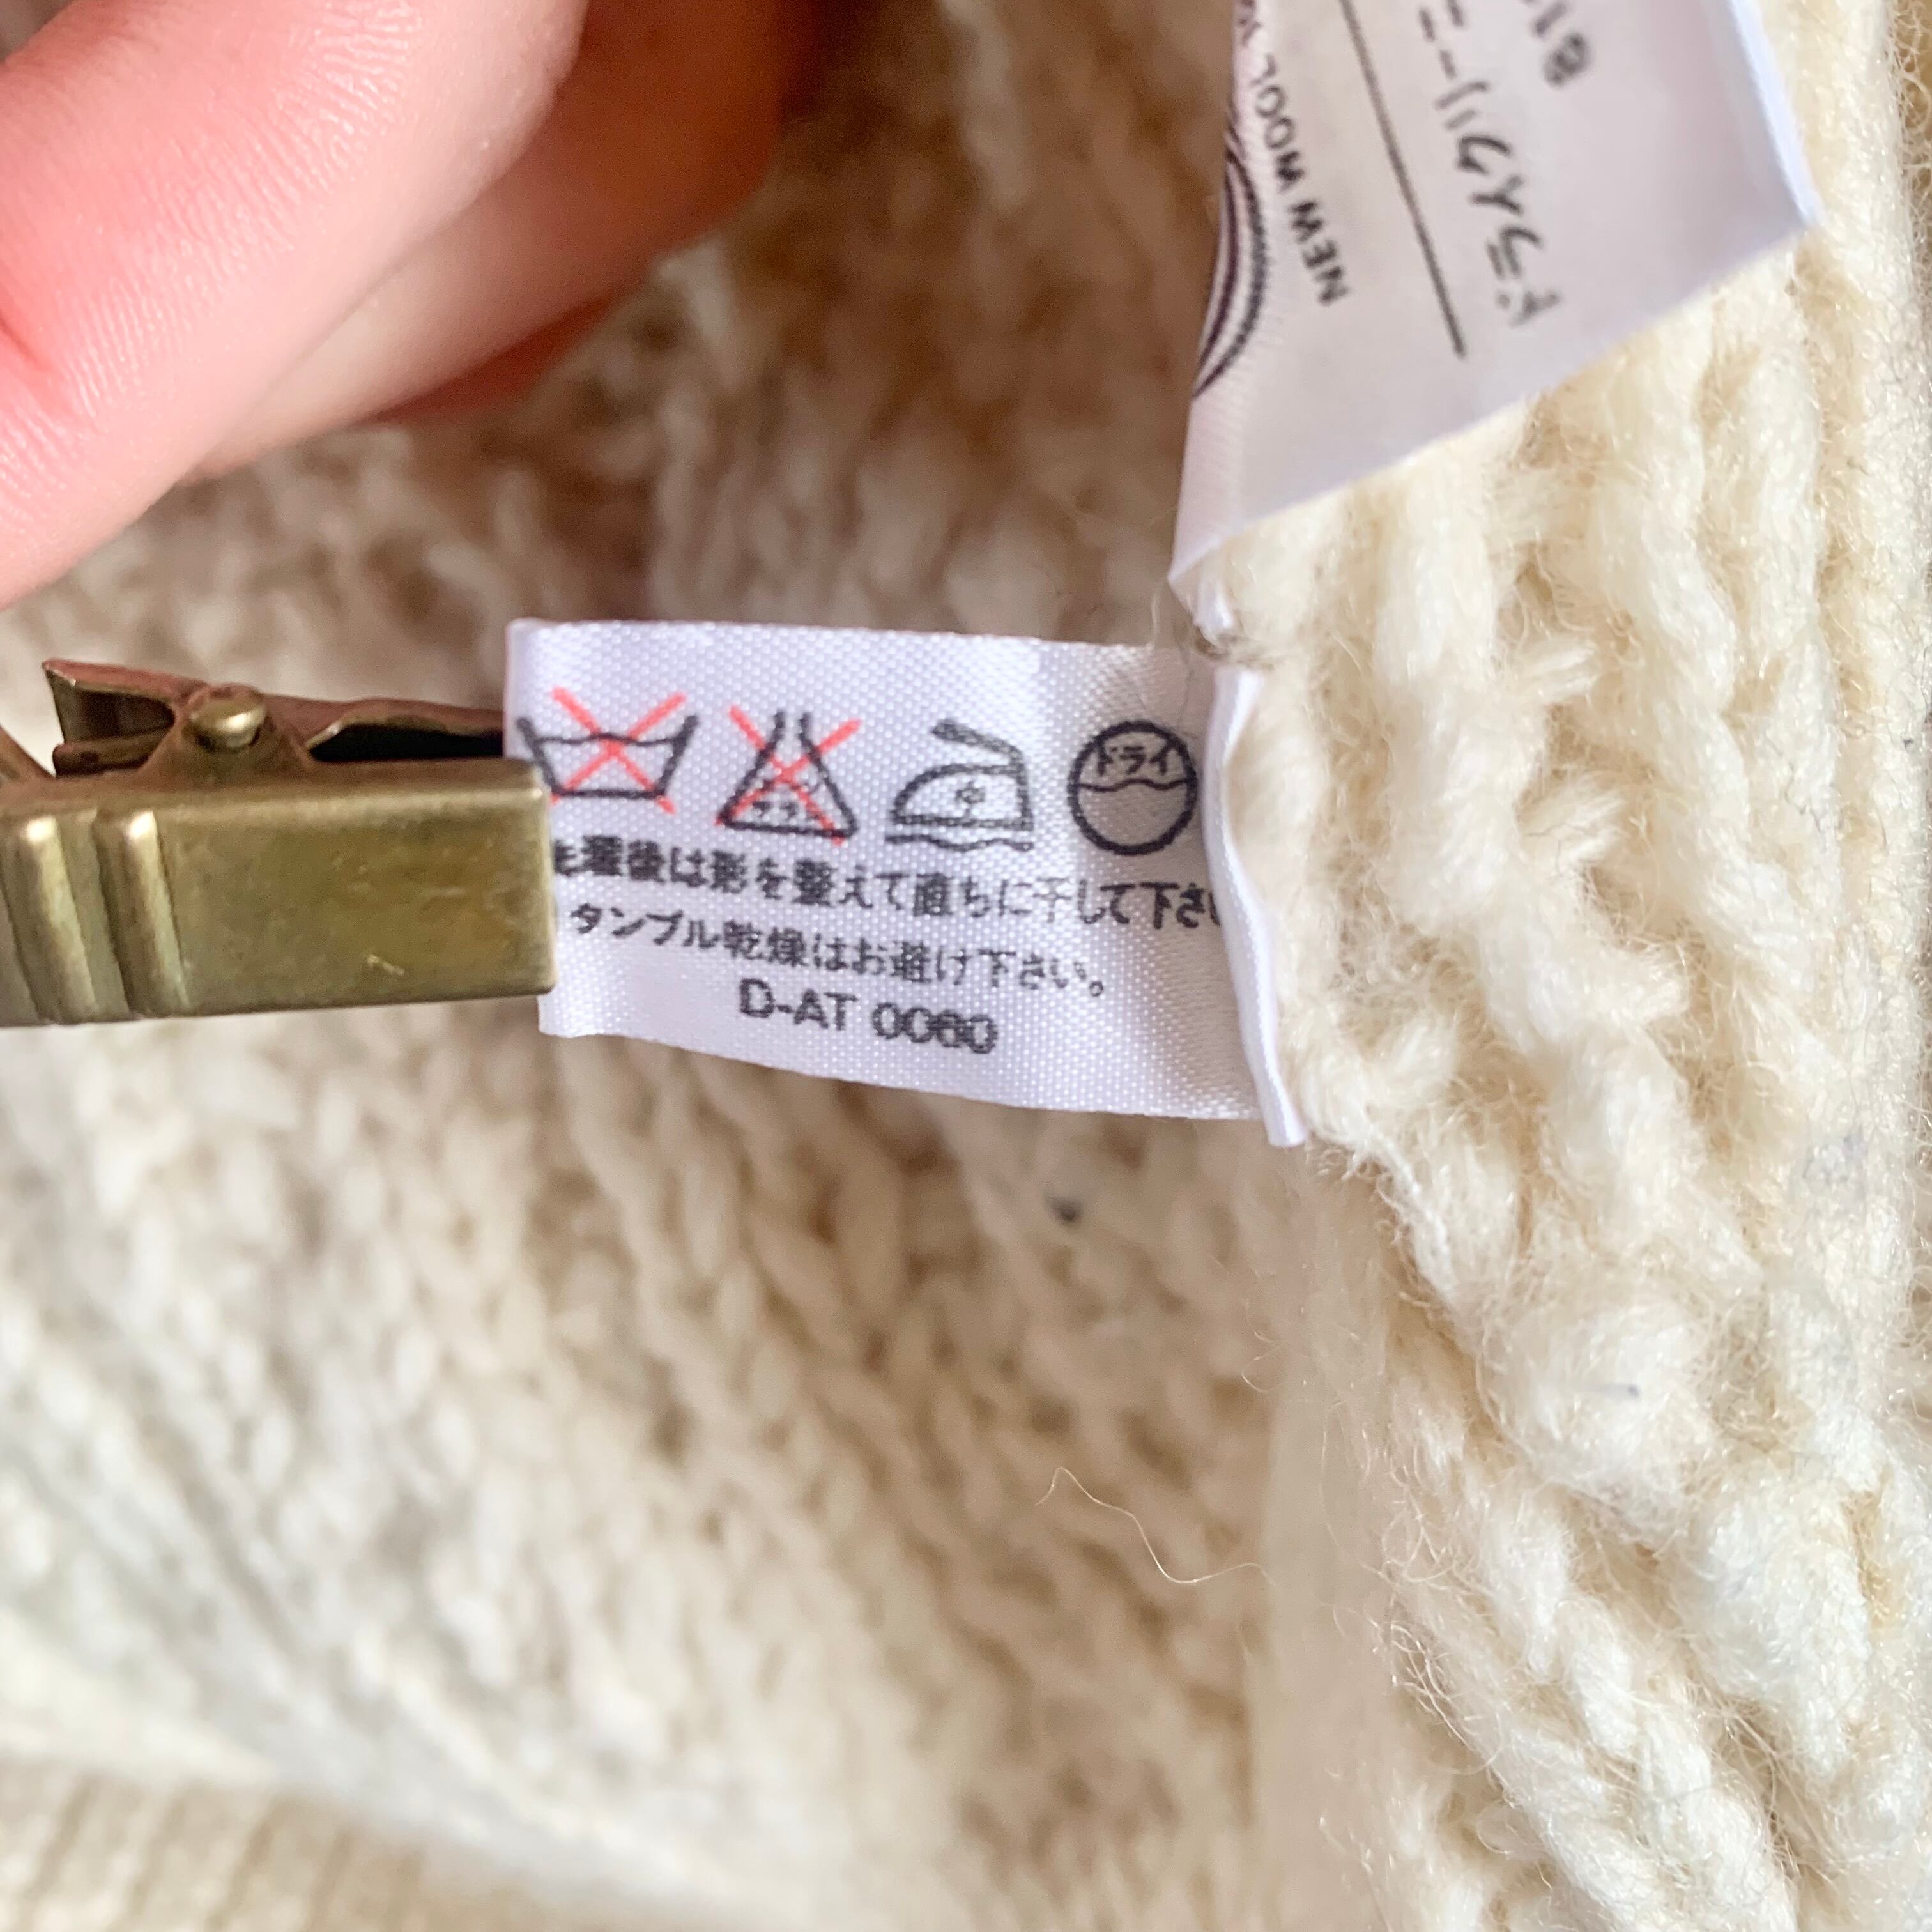 NEW WOOL
ドライ
中
洗濯後は形を整えて直ちに干して下さい
タンブル乾燥はお避け下さい。
D-AT 0060